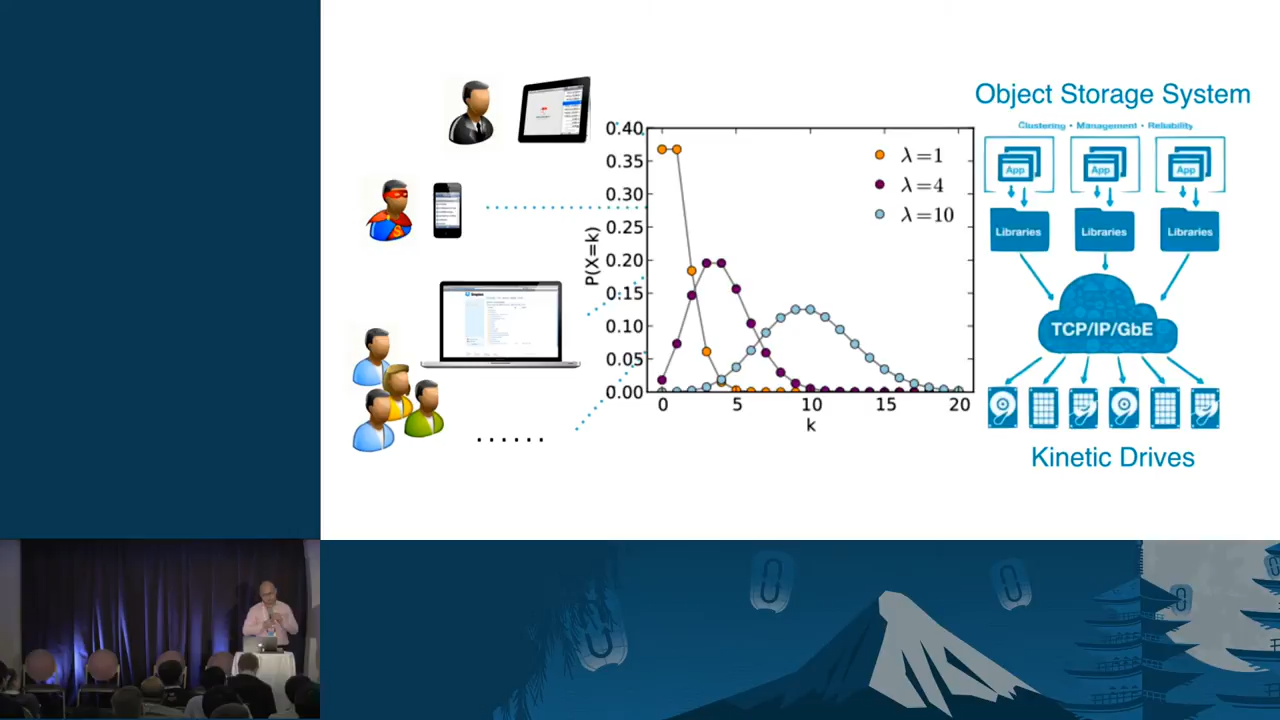 Object Storage System
Clustering • Management • Reliability
App
App
App
Libraries
Libraries
Libraries
TCP/IP/GbE
Kinetic Drives
P(X=k)
0.40
0.35
0.30
0.25
0.20
0.15
0.10
0.05
0.00
0 5 10 15 20
k
λ=1
λ=4
λ=10
......